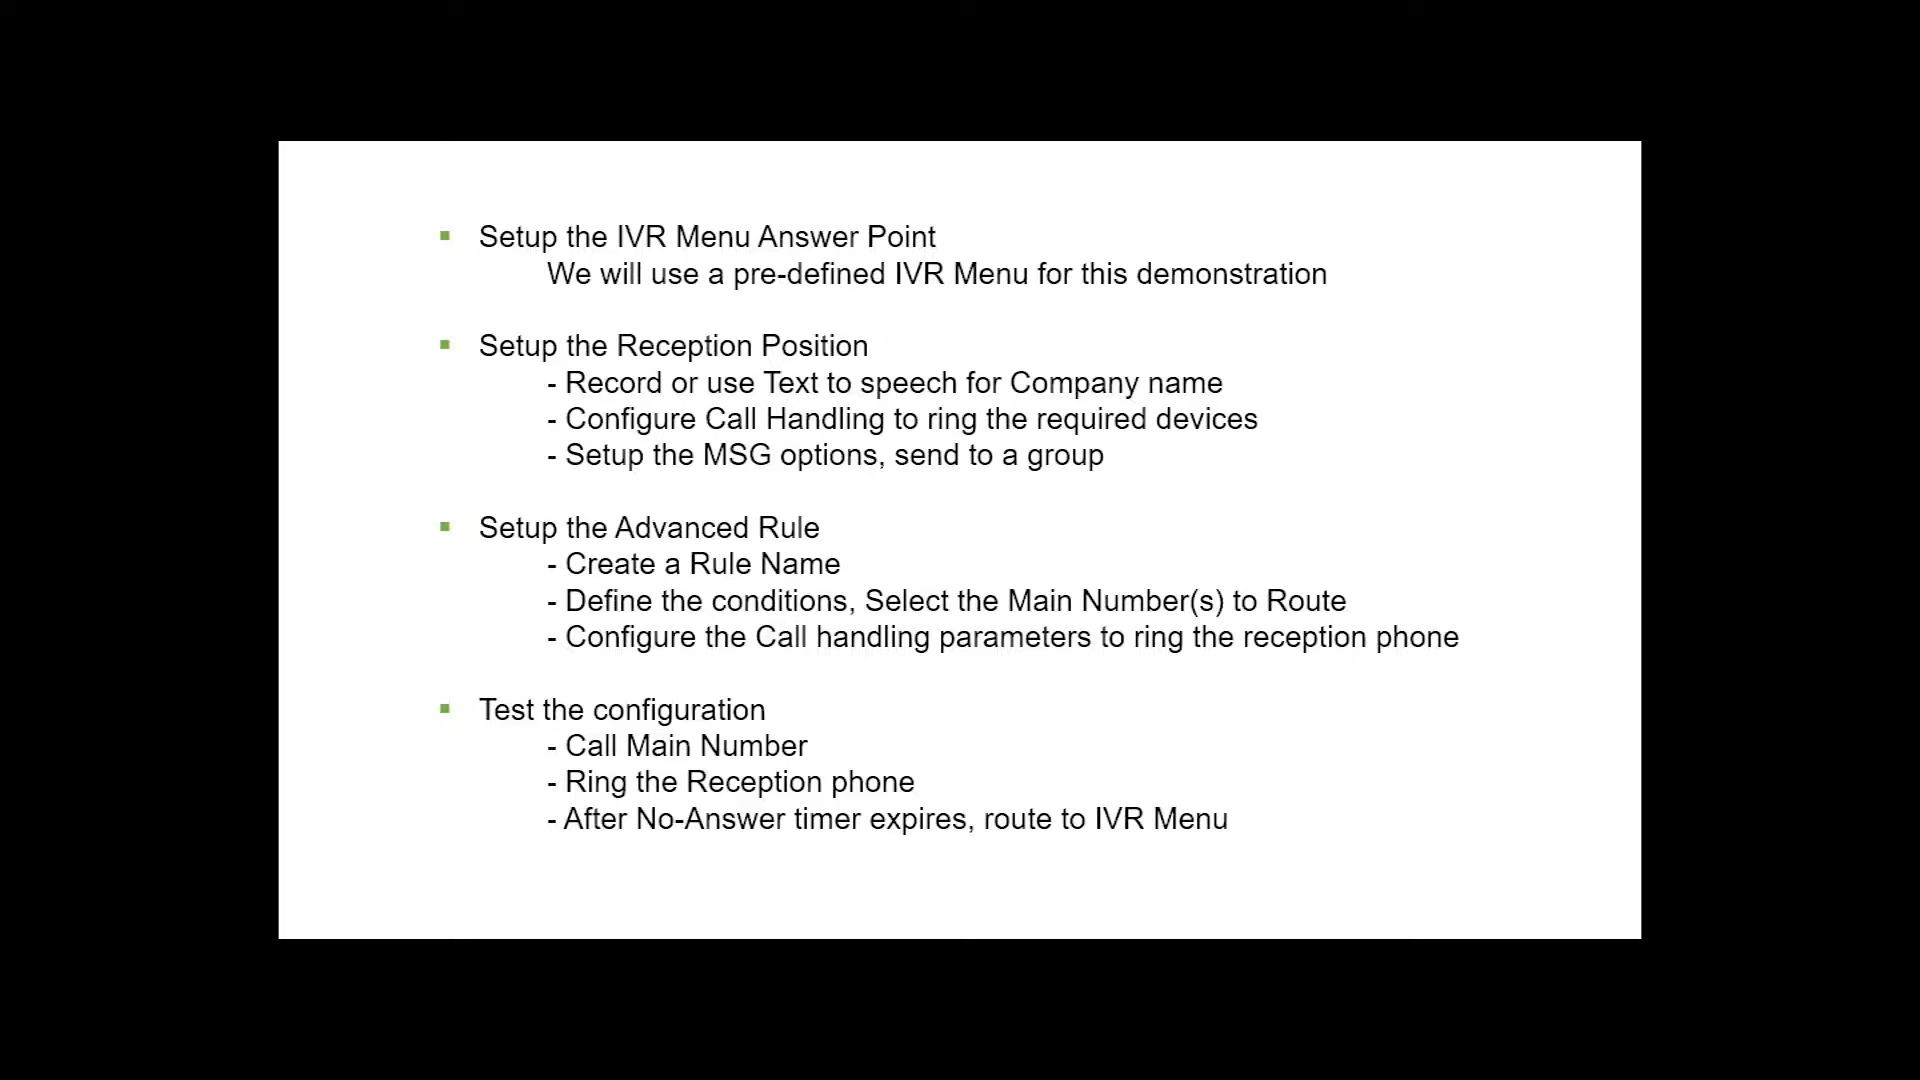 ▪ Setup the IVR Menu Answer Point
We will use a pre-defined IVR Menu for this demonstration
▪ Setup the Reception Position
- Record or use Text to speech for Company name
- Configure Call Handling to ring the required devices
- Setup the MSG options, send to a group
▪ Setup the Advanced Rule
- Create a Rule Name
- Define the conditions, Select the Main Number(s) to Route
- Configure the Call handling parameters to ring the reception phone
▪ Test the configuration
- Call Main Number
- Ring the Reception phone
- After No-Answer timer expires, route to IVR Menu